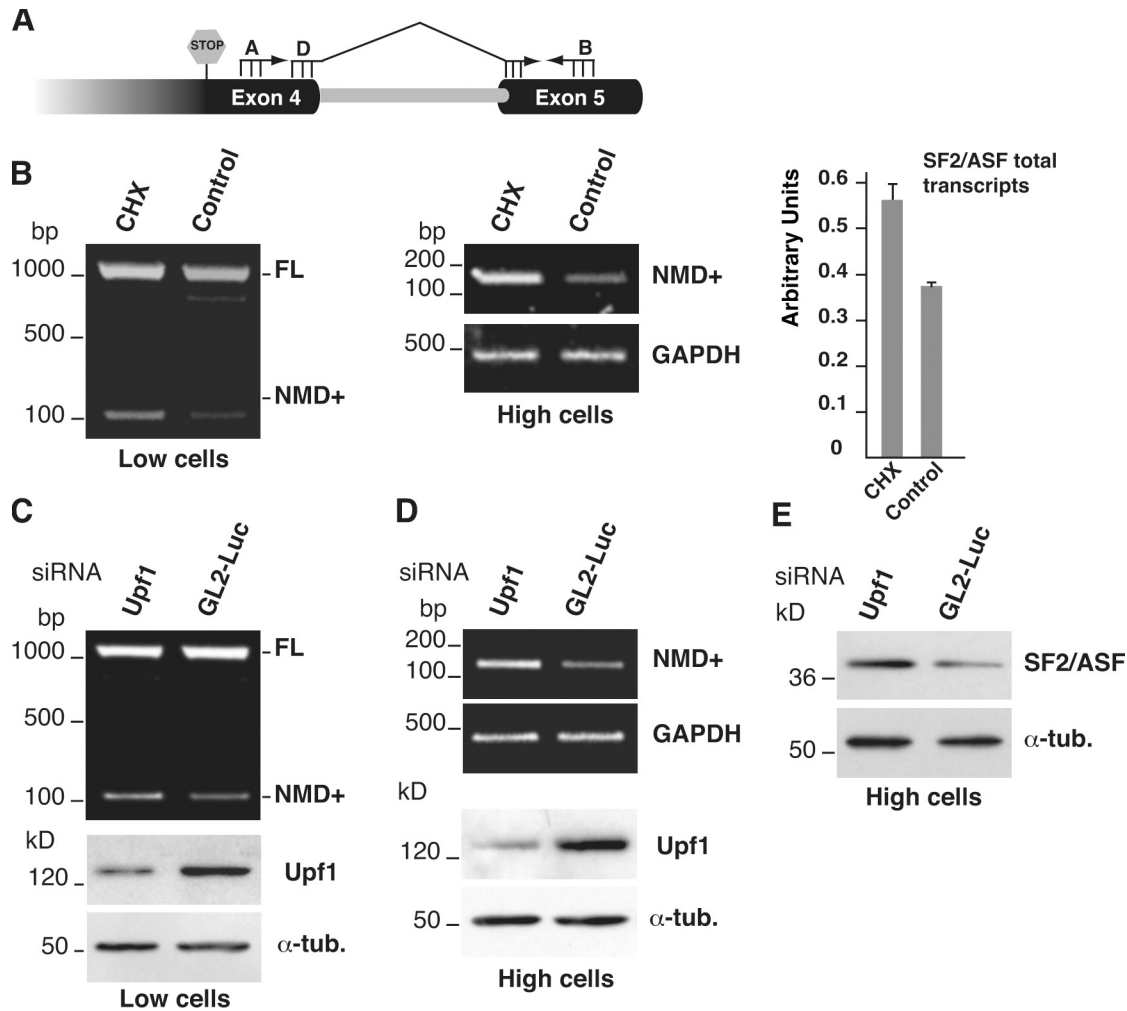 A
STOP
A
D
B
Exon 4
Exon 5
B
bp
CHX
Control
1000
FL
500
100
NMD+
Low cells
bp
CHX
Control
200
100
NMD+
500
GAPDH
High cells
SF2/ASF total
transcripts
Arbitrary Units
0.6
0.5
0.4
0.3
0.2
0.1
0
CHX
Control
C
siRNA
Upf1
GL2-Luc
bp
1000
FL
500
100
NMD+
kD
120
Upf1
50
α-tub.
Low cells
D
siRNA
Upf1
GL2-Luc
bp
200
100
NMD+
500
GAPDH
kD
120
Upf1
50
α-tub.
High cells
E
siRNA
Upf1
GL2-Luc
kD
36
SF2/ASF
50
α-tub.
High cells